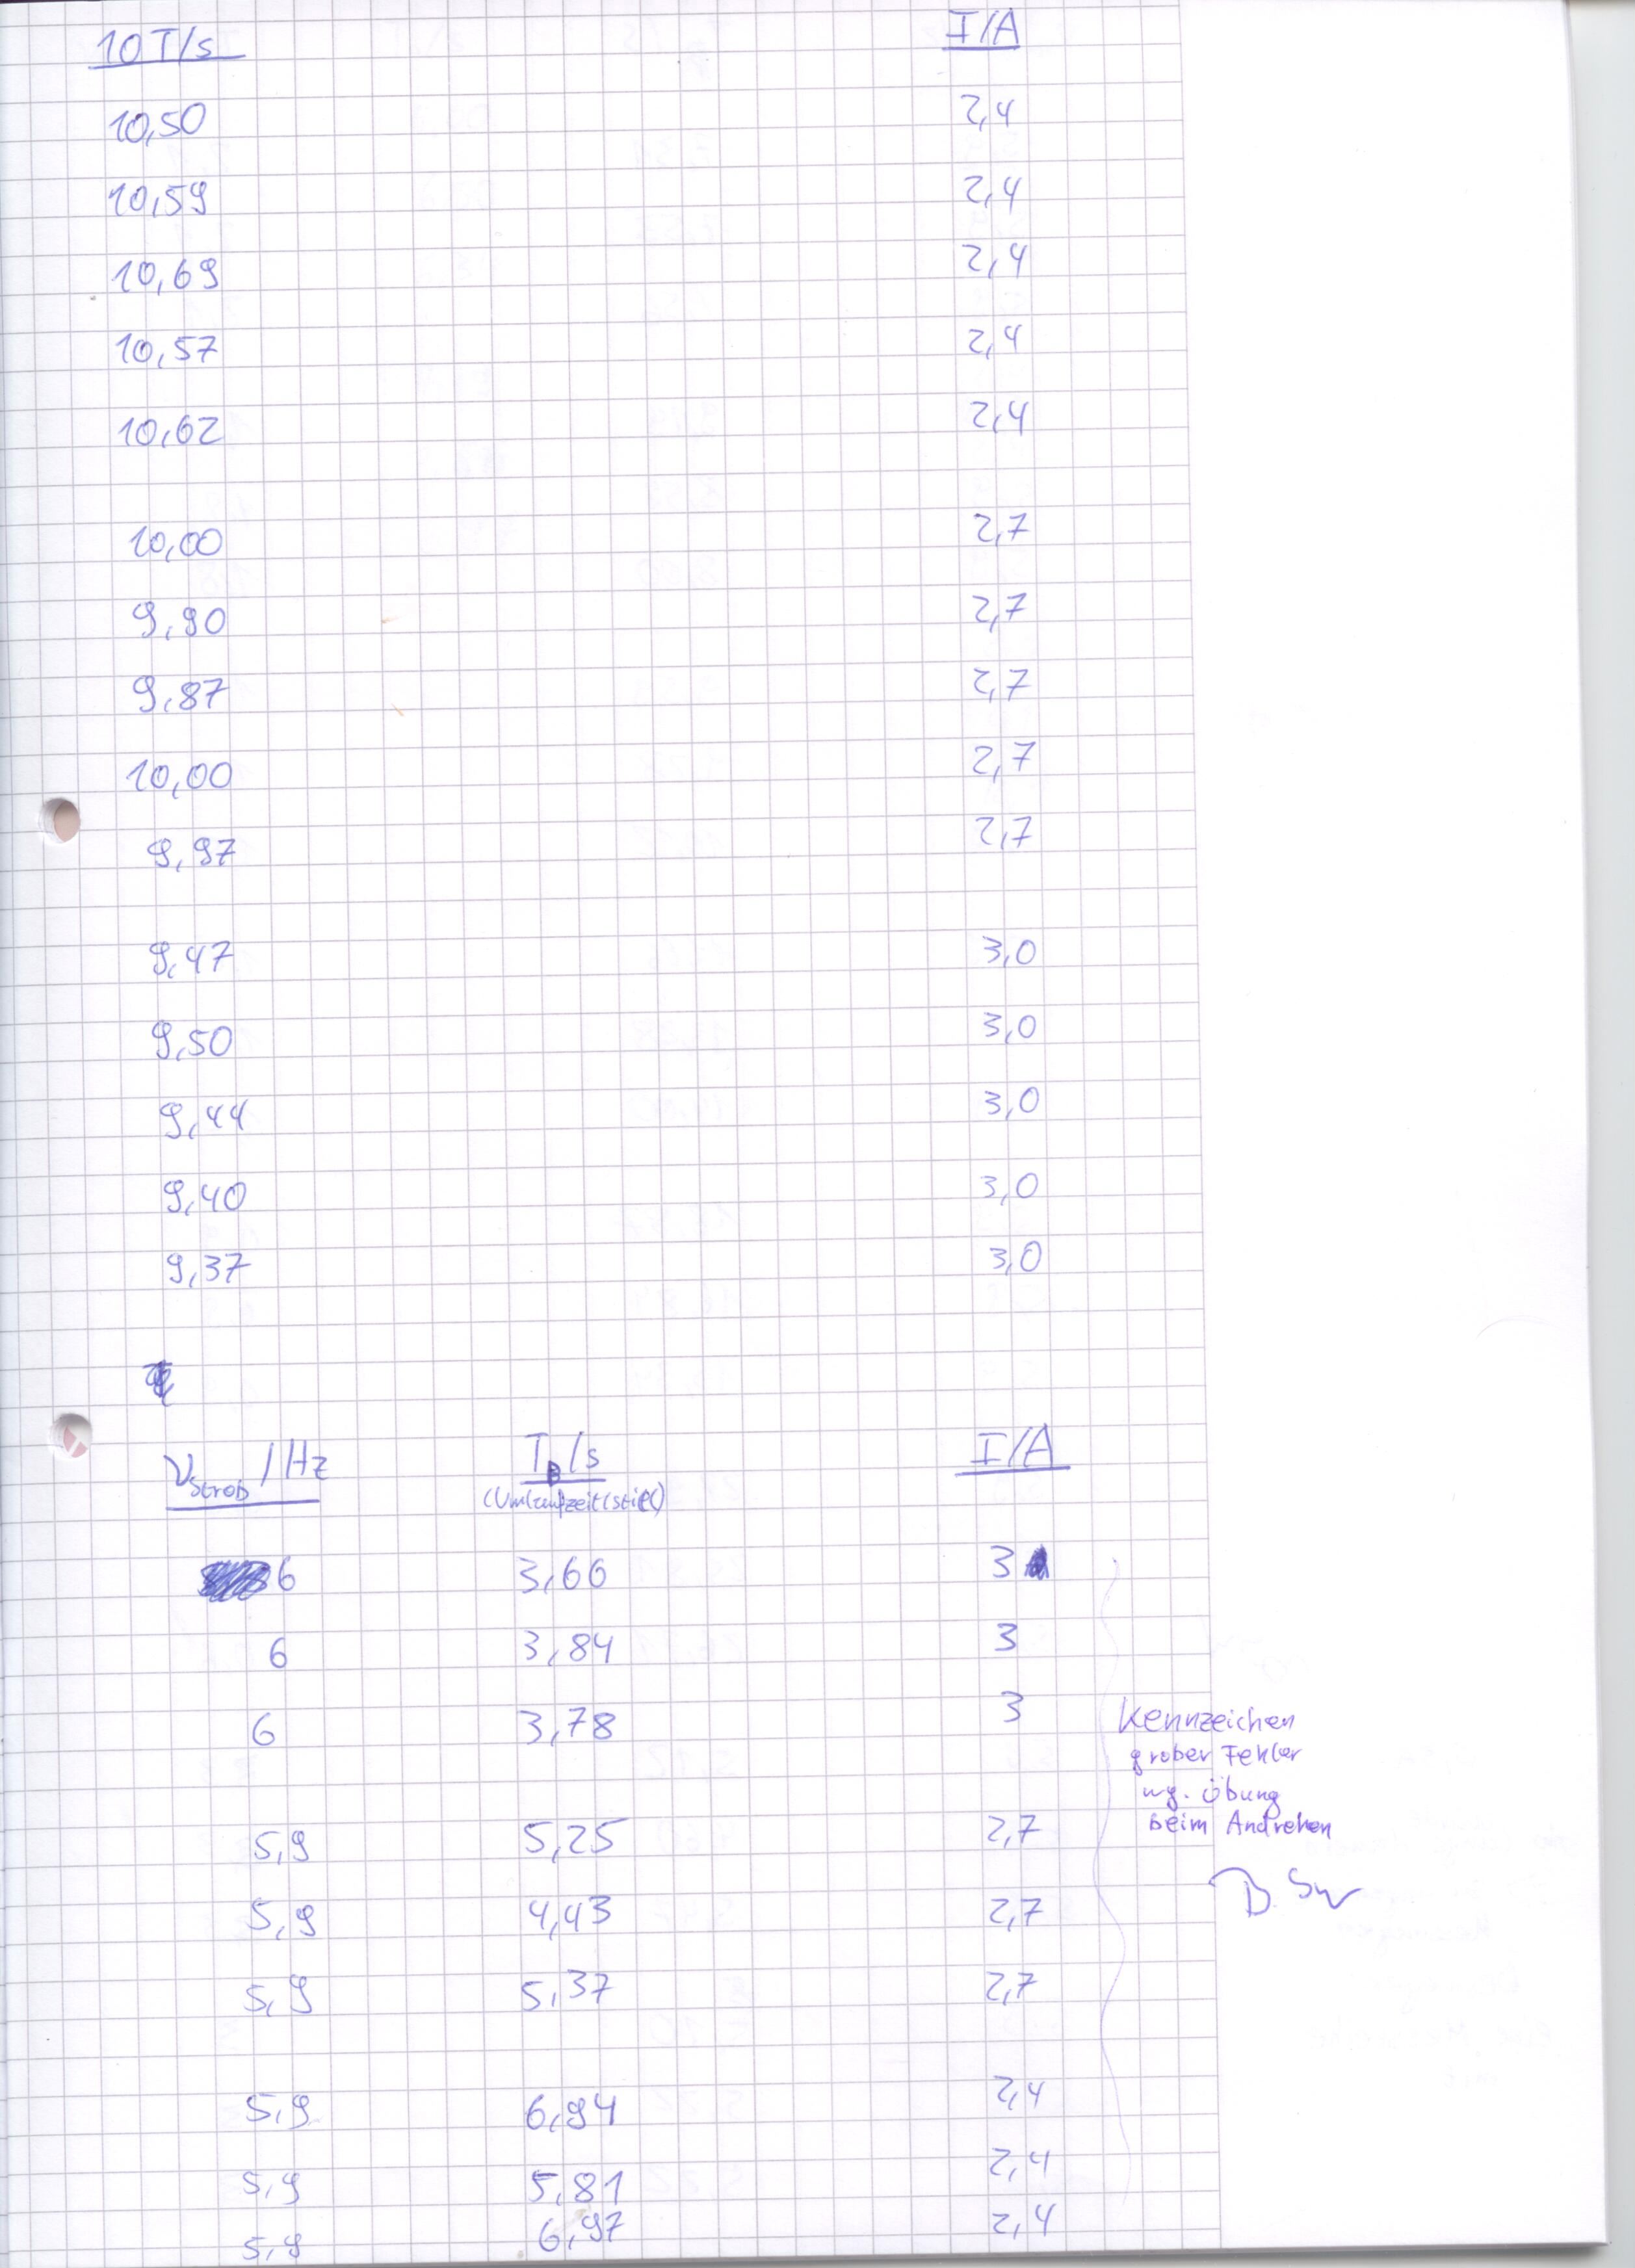 10 T/s I/A
10,50 2,4
10,59 2,4
10,69 2,4
10,57 2,4
10,62 2,4
10,00 2,7
9,90 2,7
9,87 2,7
10,00 2,7
9,97 2,7
9,47 3,0
9,50 3,0
9,44 3,0
9,40 3,0
9,37 3,0
νStrob /Hz TP/s I/A
(Umlaufzeit(stiel)
6 3,66 3
6 3,84 3
6 3,78 3
Kennzeichen
grober Fehler
wg. Übung
beim Andrehen
5,9 5,25 2,7
5,9 4,43 2,7
5,9 5,37 2,7
5,9 6,94 2,4
5,9 5,81 2,4
5,9 6,97 2,4